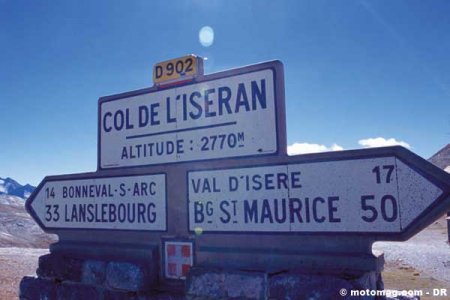 D 902
COL DE L'ISERAN
ALTITUDE : 2770M
14 BONNEVAL-S-ARC
33 LANSLEBOURG
VAL D'ISERE 17
BG ST MAURICE 50
© motomag.com - DR